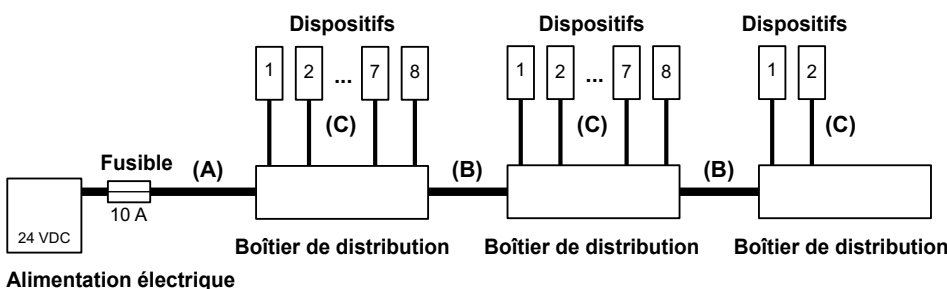 Dispositifs Dispositifs Dispositifs
1 2 ... 7 8 1 2 ... 7 8 1 2
(C) (C) (C)
Fusible (A) (B) (B)
10 A
24 VDC
Boîtier de distribution Boîtier de distribution Boîtier de distribution
Alimentation électrique